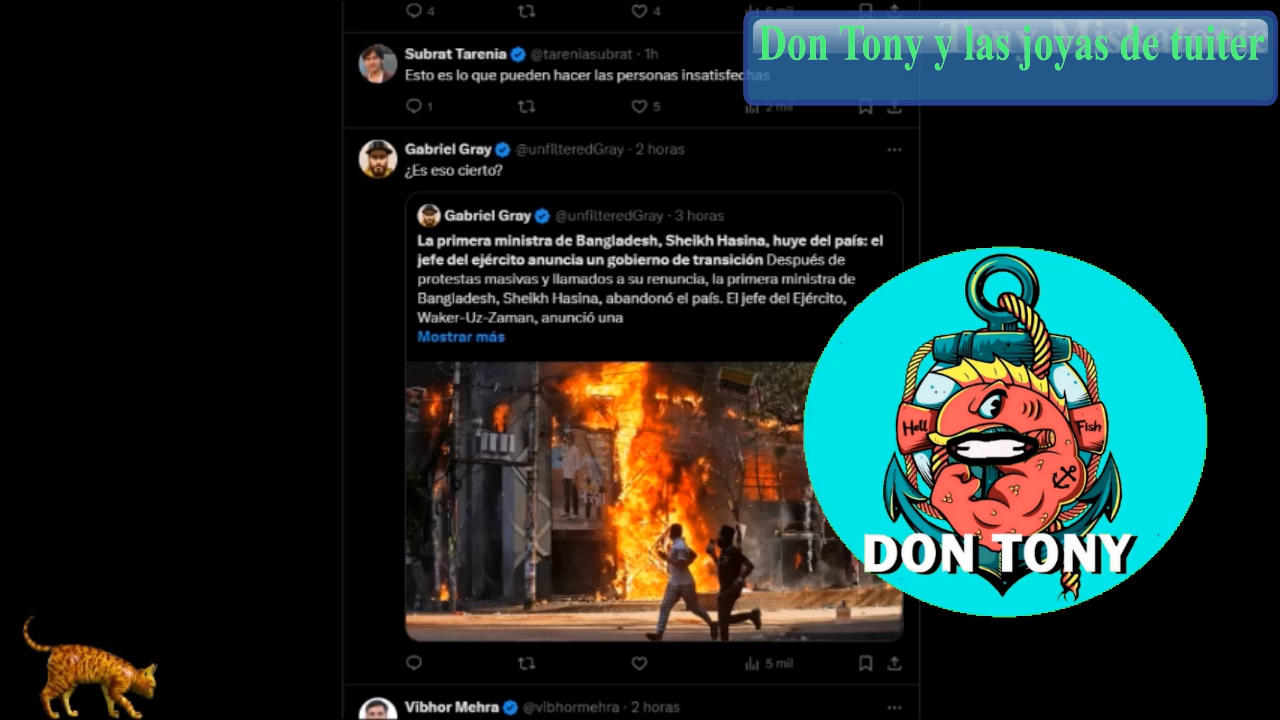 4
4
Don Tony y las joyas de tuiter
Subrat Tarenia @tareniasubrat · 1h
Esto es lo que pueden hacer las personas insatisfechas
1
5
2 mil
Gabriel Gray @unfilteredGray · 2 horas
¿Es eso cierto?
Gabriel Gray @unfilteredGray · 3 horas
La primera ministra de Bangladesh, Sheikh Hasina, huye del país: el
jefe del ejército anuncia un gobierno de transición Después de
protestas masivas y llamados a su renuncia, la primera ministra de
Bangladesh, Sheikh Hasina, abandonó el país. El jefe del Ejército,
Waker-Uz-Zaman, anunció una
Mostrar más
Hell
Fish
DON TONY
5 mil
Vibhor Mehra @vibhormehra · 2 horas